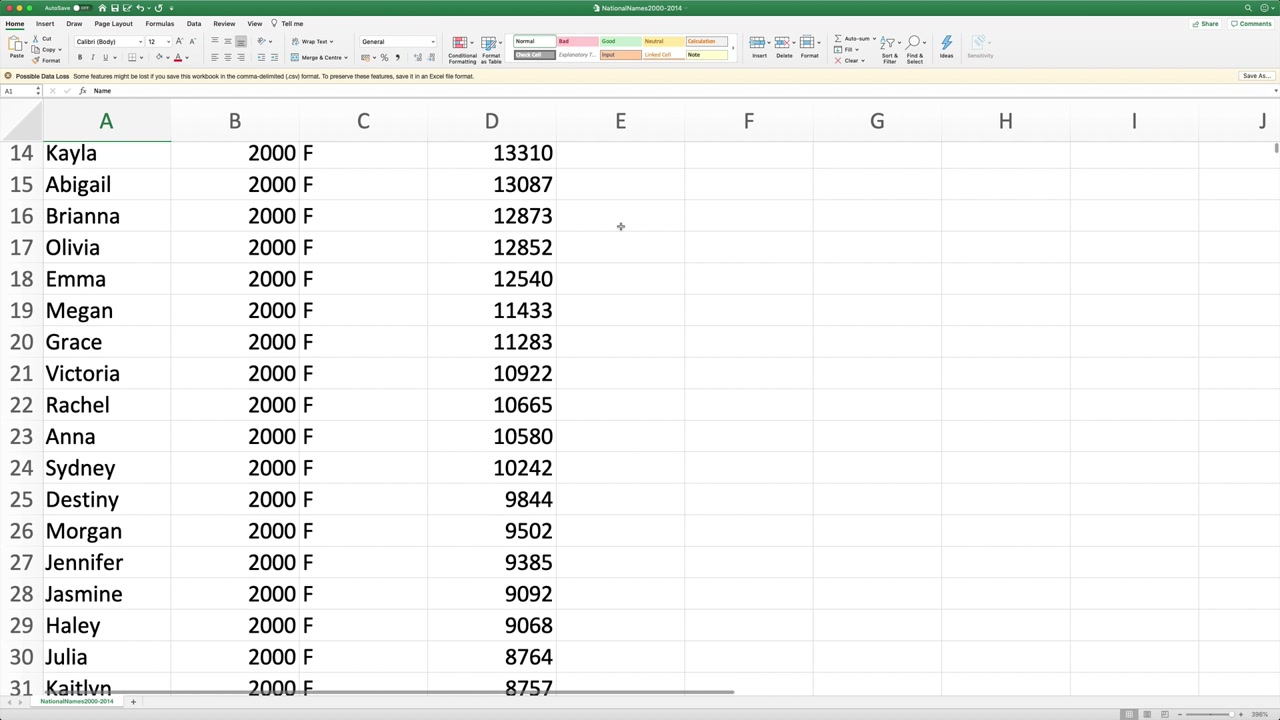 AutoSave OFF NationalNames2000-2014
Home Insert Draw Page Layout Formulas Data Review View Tell me Share Comments
Paste Cut Copy Format Calibri (Body) 12 Wrap Text Merge & Centre General Conditional Formatting Format as Table Normal Bad Good Neutral Calculation Check Cell Explanatory T... Input Linked Cell Note Insert Delete Format Auto-sum Fill Clear Sort & Filter Find & Select Ideas Sensitivity
Possible Data Loss Some features might be lost if you save this workbook in the comma-delimited (.csv) format. To preserve these features, save it in an Excel file format. Save As...
A1 fx Name
A B C D E F G H I J
14 Kayla 2000 F 13310
15 Abigail 2000 F 13087
16 Brianna 2000 F 12873
17 Olivia 2000 F 12852
18 Emma 2000 F 12540
19 Megan 2000 F 11433
20 Grace 2000 F 11283
21 Victoria 2000 F 10922
22 Rachel 2000 F 10665
23 Anna 2000 F 10580
24 Sydney 2000 F 10242
25 Destiny 2000 F 9844
26 Morgan 2000 F 9502
27 Jennifer 2000 F 9385
28 Jasmine 2000 F 9092
29 Haley 2000 F 9068
30 Julia 2000 F 8764
31 Kaitlyn 2000 F 8757
NationalNames2000-2014
396%